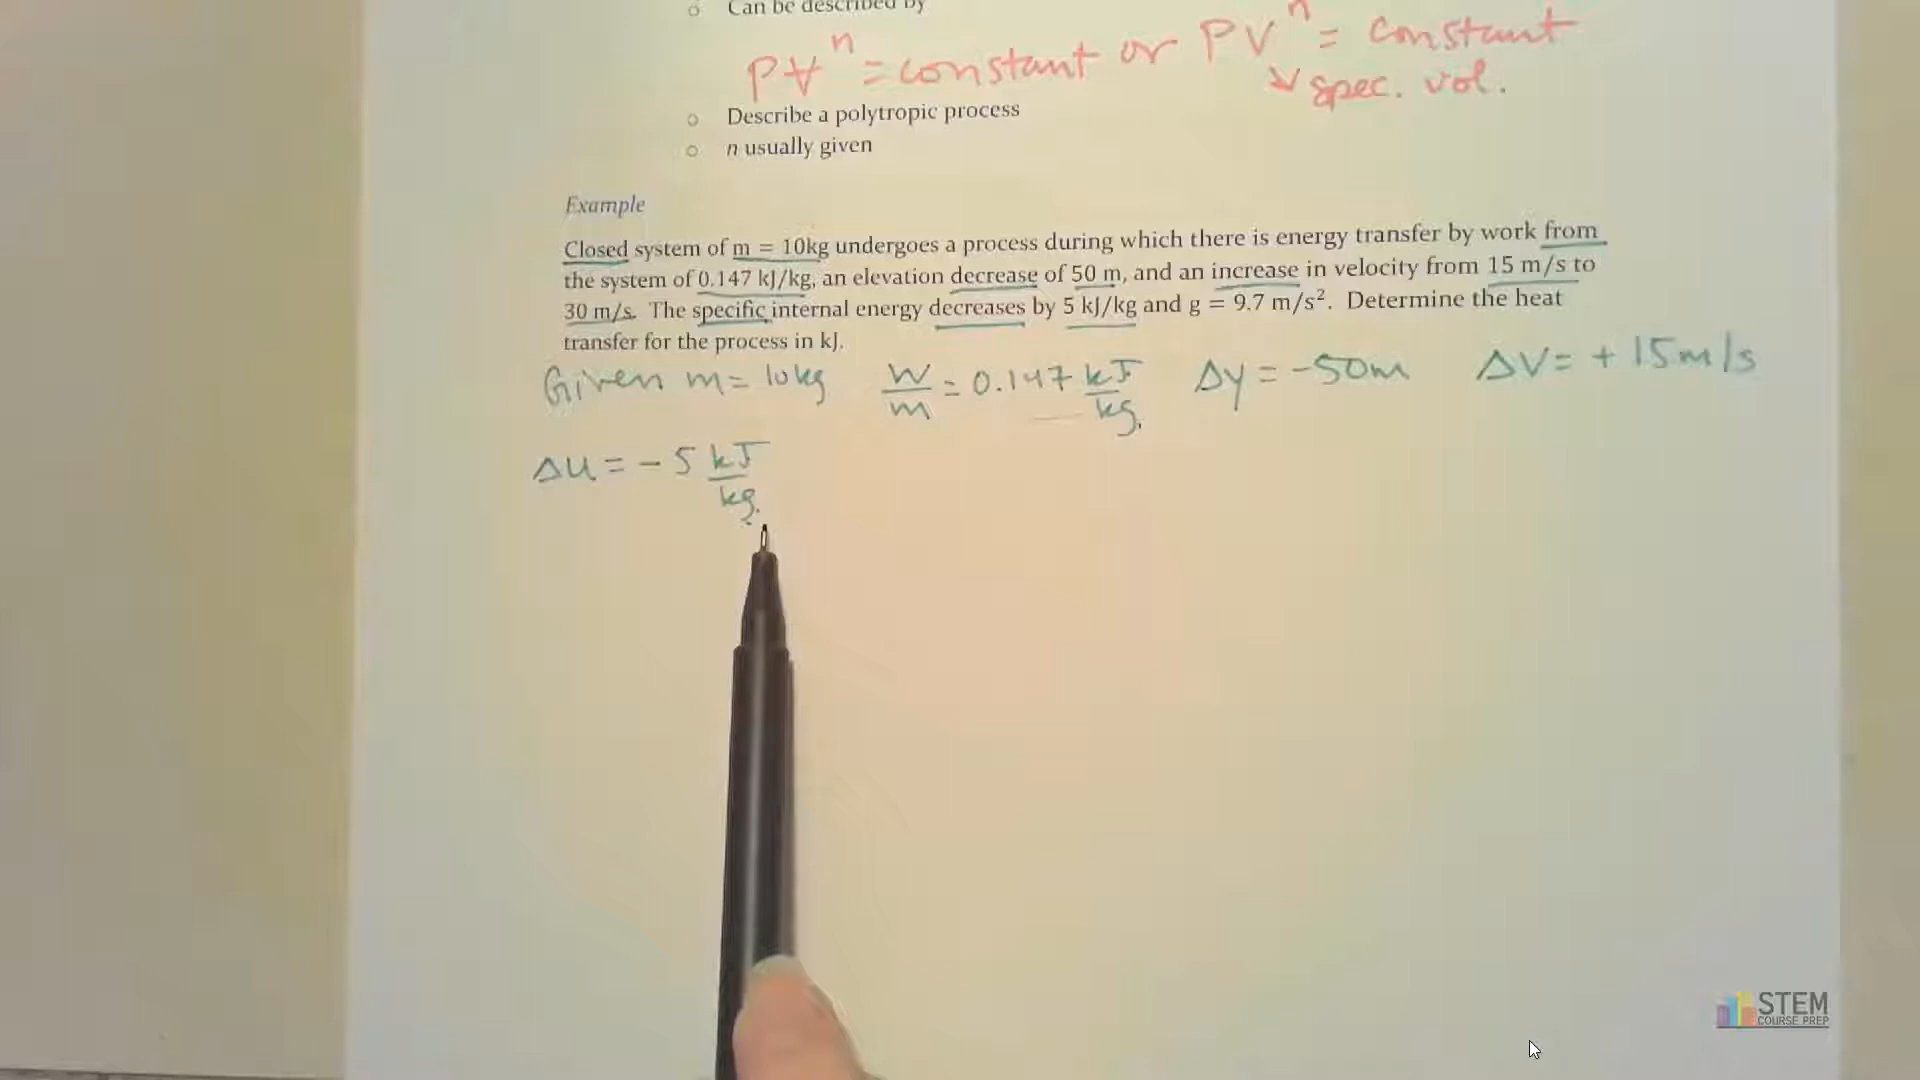 Can be described by
P∀ⁿ = constant or PVⁿ = constant
↘ spec. vol.
Describe a polytropic process
n usually given
Example
Closed system of m = 10kg undergoes a process during which there is energy transfer by work from
the system of 0.147 kJ/kg, an elevation decrease of 50 m, and an increase in velocity from 15 m/s to
30 m/s. The specific internal energy decreases by 5 kJ/kg and g = 9.7 m/s². Determine the heat
transfer for the process in kJ.
Given m = 10kg W/m = 0.147 kJ/kg. Δy = -50m ΔV = +15m/s
Δu = -5 kJ/kg.
STEM
COURSE PREP